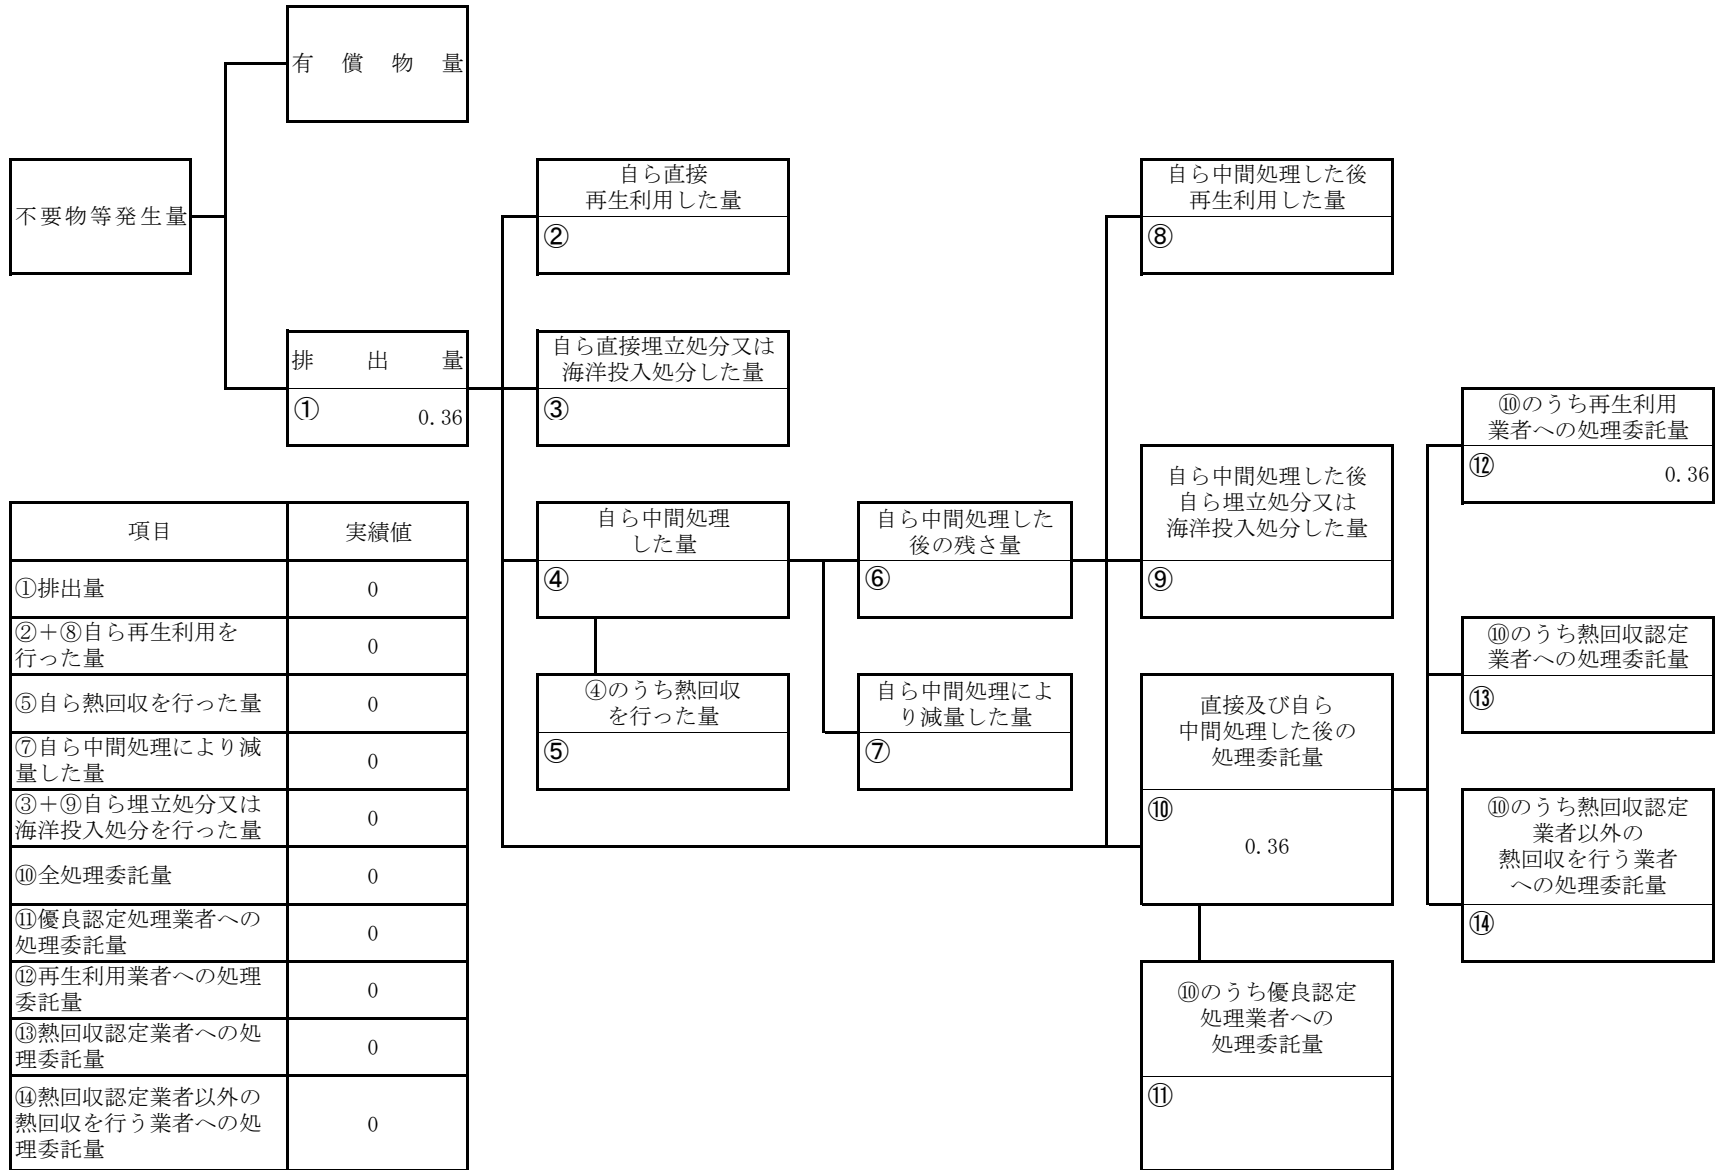 有償物量
不要物等発生量
排出量
① 0.36
自ら直接
再生利用した量
②
自ら直接埋立処分又は
海洋投入処分した量
③
自ら中間処理
した量
④
④のうち熱回収
を行った量
⑤
自ら中間処理した
後の残さ量
⑥
自ら中間処理によ
り減量した量
⑦
自ら中間処理した後
再生利用した量
⑧
自ら中間処理した後
自ら埋立処分又は
海洋投入処分した量
⑨
直接及び自ら
中間処理した後の
処理委託量
⑩
0.36
⑩のうち優良認定
処理業者への
処理委託量
⑪
⑩のうち再生利用
業者への処理委託量
⑫ 0.36
⑩のうち熱回収認定
業者への処理委託量
⑬
⑩のうち熱回収認定
業者以外の
熱回収を行う業者
への処理委託量
⑭
項目 実績値
①排出量 0
②＋⑧自ら再生利用を
行った量 0
⑤自ら熱回収を行った量 0
⑦自ら中間処理により減
量した量 0
③＋⑨自ら埋立処分又は
海洋投入処分を行った量 0
⑩全処理委託量 0
⑪優良認定処理業者への
処理委託量 0
⑫再生利用業者への処理
委託量 0
⑬熱回収認定業者への処
理委託量 0
⑭熱回収認定業者以外の
熱回収を行う業者への処 0
理委託量